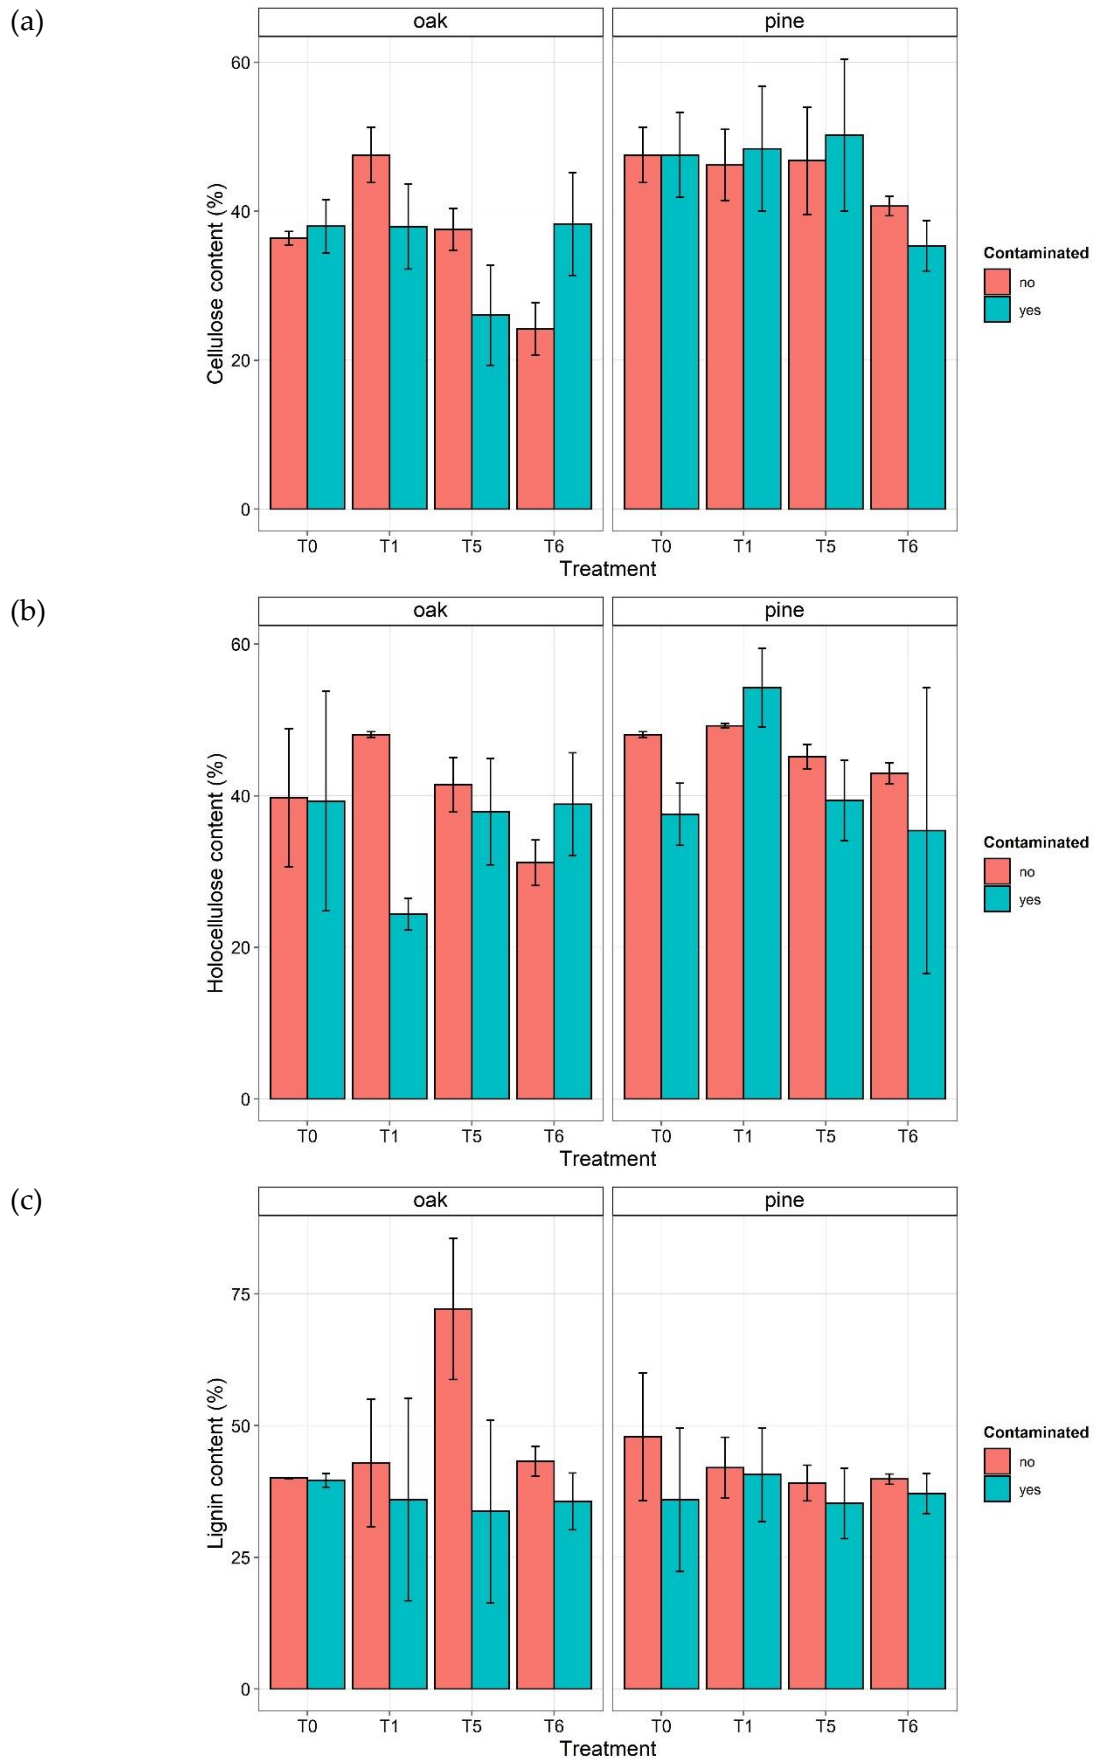 (a)
oak
pine
60
40
20
0
Cellulose content (%)
T0 T1 T5 T6
T0 T1 T5 T6
Treatment
Contaminated
no
yes
(b)
oak
pine
60
40
20
0
Holocellulose content (%)
T0 T1 T5 T6
T0 T1 T5 T6
Treatment
Contaminated
no
yes
(c)
oak
pine
75
50
25
0
Lignin content (%)
T0 T1 T5 T6
T0 T1 T5 T6
Treatment
Contaminated
no
yes